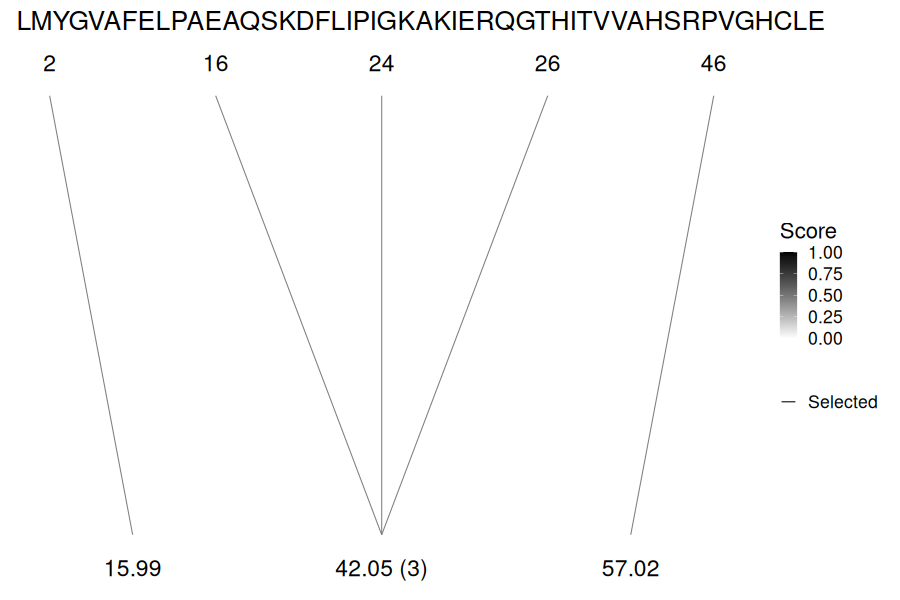 LMYGVAFELPAEAQSKDFLIPIGKAKIERQGTHITVVAHSRPVGHCLE
2 16 24 26 46
Score
1.00
0.75
0.50
0.25
0.00
Selected
15.99 42.05 (3) 57.02